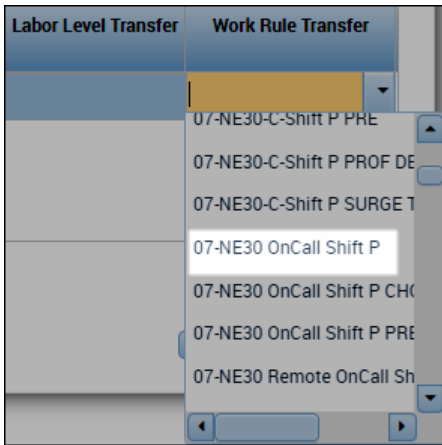 Labor Level Transfer Work Rule Transfer
07-NE30-C-Shift P PRE
07-NE30-C-Shift P PROF DE
07-NE30-C-Shift P SURGE T
07-NE30 OnCall Shift P
07-NE30 OnCall Shift P CHO
07-NE30 OnCall Shift P PRE
07-NE30 Remote OnCall Sh